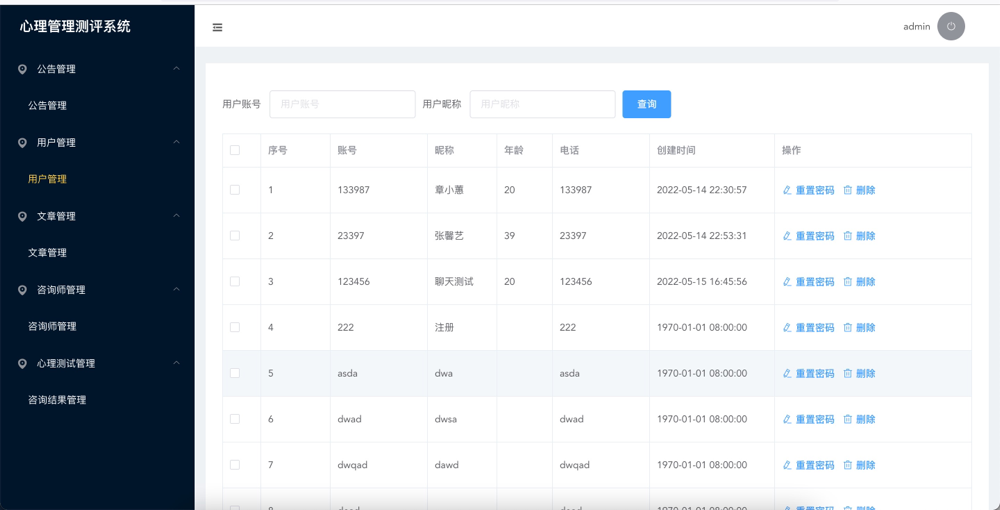 心理管理测评系统
admin
公告管理
公告管理
用户管理
用户管理
文章管理
文章管理
咨询师管理
咨询师管理
心理测试管理
咨询结果管理
用户账号 用户账号 用户昵称 用户昵称 查询
序号 账号 昵称 年龄 电话 创建时间 操作
1 133987 章小蕙 20 133987 2022-05-14 22:30:57 重置密码 删除
2 23397 张馨艺 39 23397 2022-05-14 22:53:31 重置密码 删除
3 123456 聊天测试 20 123456 2022-05-15 16:45:56 重置密码 删除
4 222 注册 222 1970-01-01 08:00:00 重置密码 删除
5 asda dwa asda 1970-01-01 08:00:00 重置密码 删除
6 dwad dwsa dwad 1970-01-01 08:00:00 重置密码 删除
7 dwqad dawd dwqad 1970-01-01 08:00:00 重置密码 删除